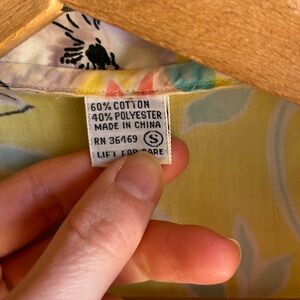 60% COTTON
40% POLYESTER
MADE IN CHINA
RN 36469 S
LIFT FOR CARE